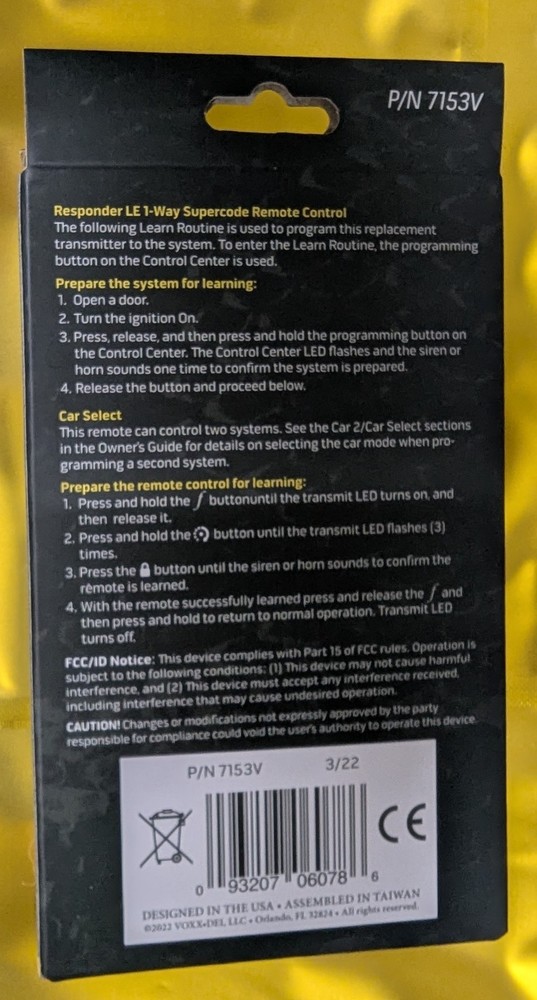 P/N 7153V
Responder LE 1-Way Supercode Remote Control
The following Learn Routine is used to program this replacement
transmitter to the system. To enter the Learn Routine, the programming
button on the Control Center is used.
Prepare the system for learning:
1. Open a door.
2. Turn the ignition On.
3. Press, release, and then press and hold the programming button on
the Control Center. The Control Center LED flashes and the siren or
horn sounds one time to confirm the system is prepared.
4. Release the button and proceed below.
Car Select
This remote can control two systems. See the Car 2/Car Select sections
in the Owner's Guide for details on selecting the car mode when pro-
gramming a second system.
Prepare the remote control for learning:
1. Press and hold the f buttonuntil the transmit LED turns on, and
then release it.
2. Press and hold the button until the transmit LED flashes (3)
times.
3. Press the button until the siren or horn sounds to confirm the
remote is learned.
4. With the remote successfully learned press and release the f and
then press and hold to return to normal operation. Transmit LED
turns off.
FCC/ID Notice: This device complies with Part 15 of FCC rules. Operation is
subject to the following conditions: (1) This device may not cause harmful
interference, and (2) This device must accept any interference received,
including interference that may cause undesired operation.
CAUTION! Changes or modifications not expressly approved by the party
responsible for compliance could void the user's authority to operate this device.
P/N 7153V 3/22
CE
0 93207 06078 6
DESIGNED IN THE USA • ASSEMBLED IN TAIWAN
©2022 VOXX•DEI, LLC • Orlando, FL 32824 • All rights reserved.